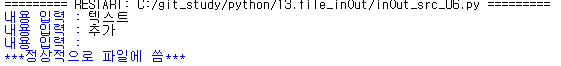 ========= RESTART: C:/git_study/python/13.file_inOut/inOut_src_06.py =========
내용 입력 : 텍스트
내용 입력 : 추가
내용 입력 :
***정상적으로 파일에 씀***